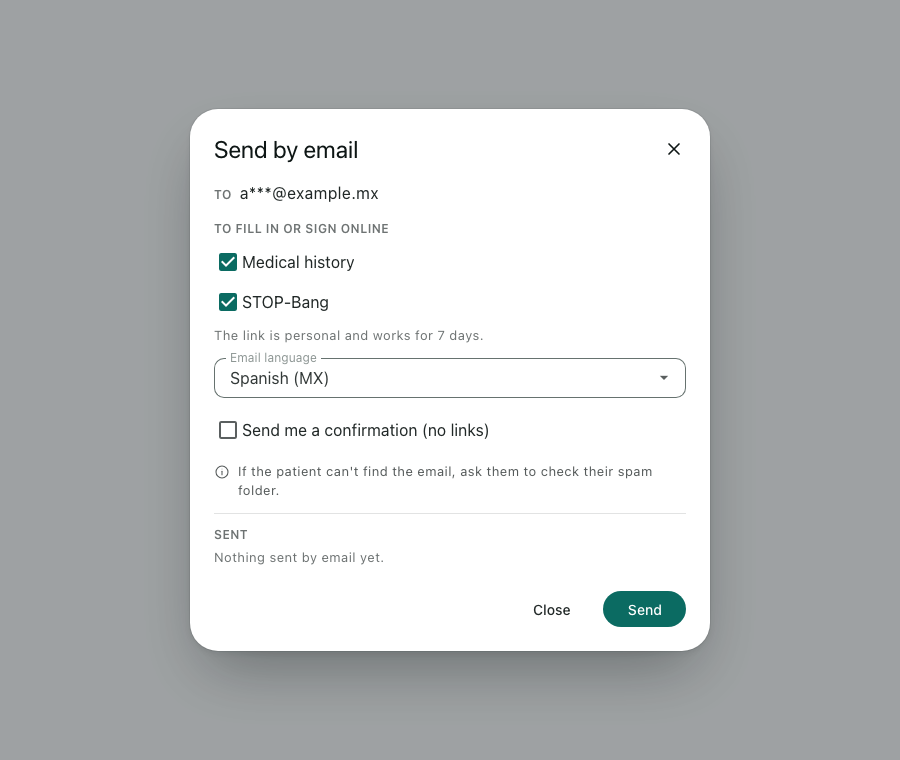 Send by email
TO a***@example.mx
TO FILL IN OR SIGN ONLINE
Medical history
STOP-Bang
The link is personal and works for 7 days.
Email language
Spanish (MX)
Send me a confirmation (no links)
If the patient can't find the email, ask them to check their spam
folder.
SENT
Nothing sent by email yet.
Close Send